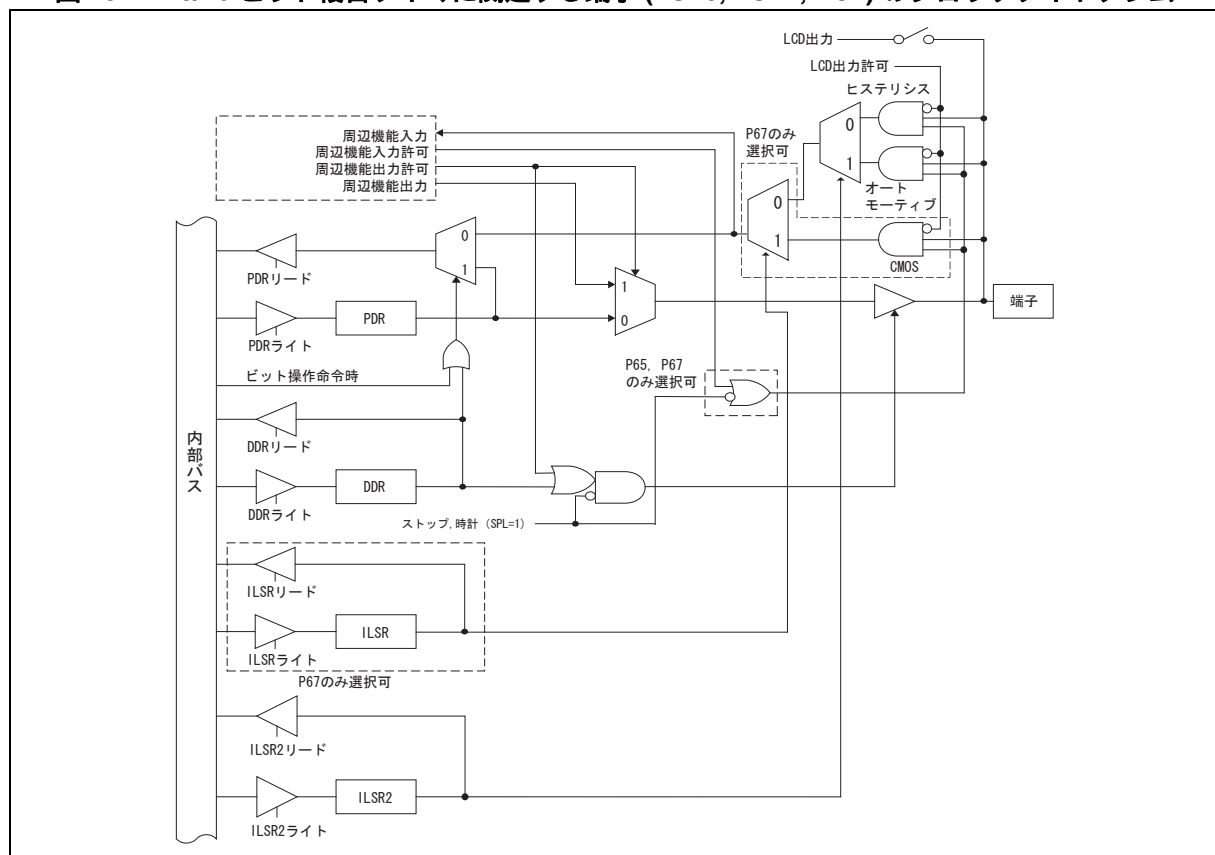 LCD出力
LCD出力許可
ヒステリシス
周辺機能入力
周辺機能入力許可
周辺機能出力許可
周辺機能出力
P67のみ
選択可
0
1
オート
モーティブ
0
1
CMOS
0
1
PDRリード
1
0
端子
PDR
PDRライト
ビット操作命令時
P65, P67
のみ選択可
DDRリード
内部バス
DDR
DDRライト
ストップ,時計 (SPL=1)
ILSRリード
ILSR
ILSRライト
P67のみ選択可
ILSR2リード
ILSR2
ILSR2ライト